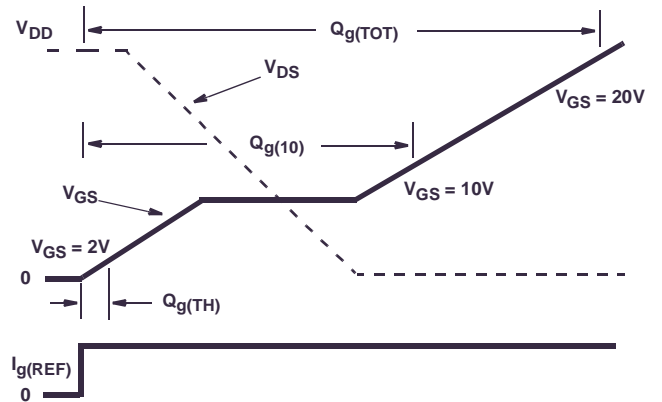 V_DD
Q_g(TOT)
V_DS
V_GS = 20V
Q_g(10)
V_GS = 10V
V_GS
V_GS = 2V
0
Q_g(TH)
I_g(REF)
0